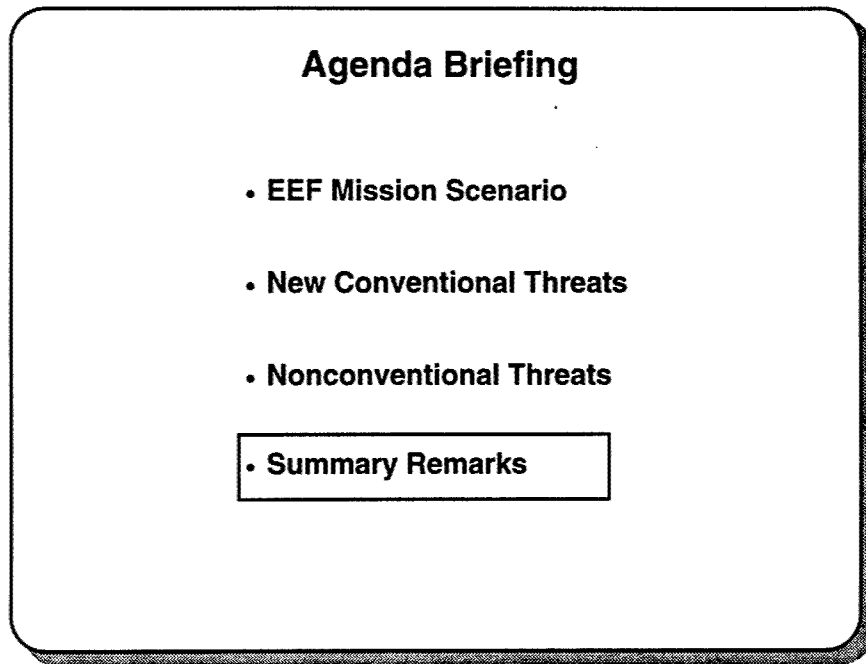 Agenda Briefing
• EEF Mission Scenario
• New Conventional Threats
• Nonconventional Threats
• Summary Remarks